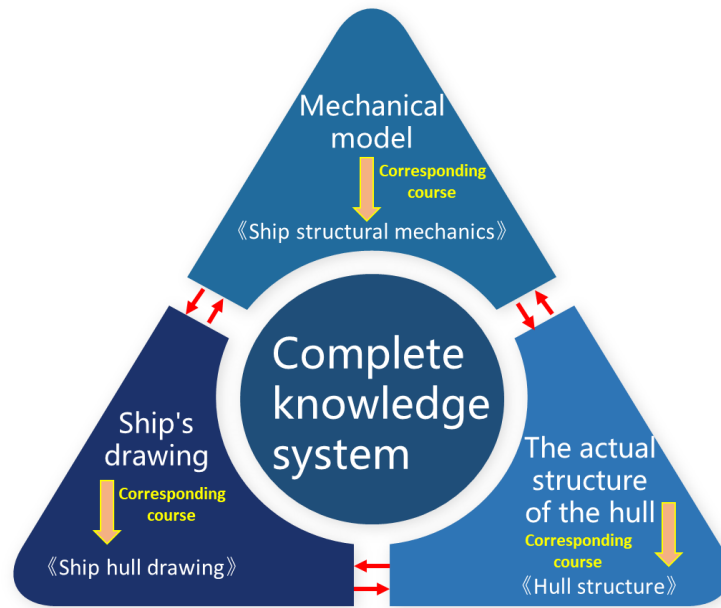 Mechanical
model
Corresponding
course
《Ship structural mechanics》
Complete
knowledge
system
Ship's
drawing
Corresponding
course
《Ship hull drawing》
The actual
structure
of the hull
Corresponding
course
《Hull structure》